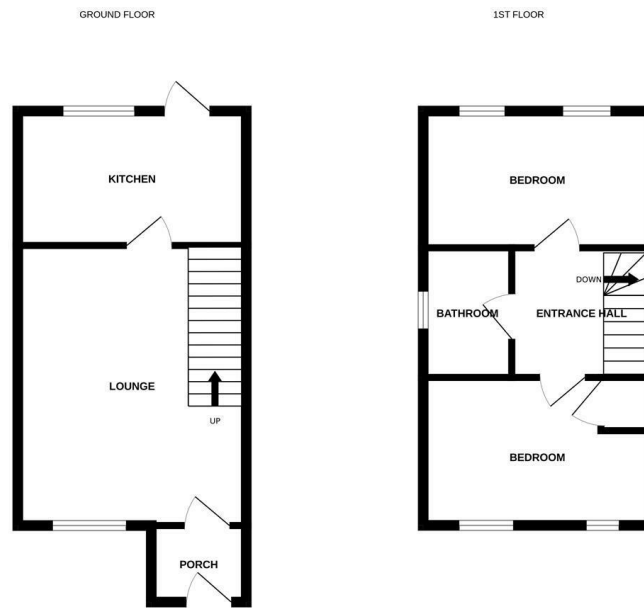 GROUND FLOOR
1ST FLOOR
KITCHEN
BEDROOM
DOWN
BATHROOM
ENTRANCE HALL
LOUNGE
UP
BEDROOM
PORCH